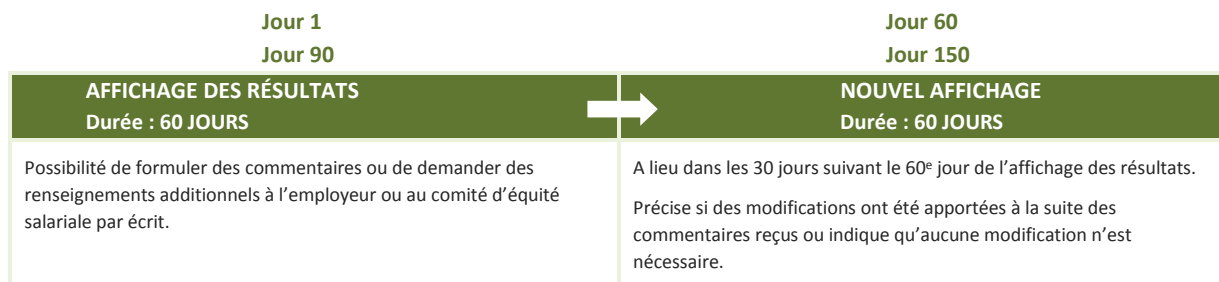 Jour 1
Jour 90
Jour 60
Jour 150
AFFICHAGE DES RÉSULTATS
Durée : 60 JOURS
NOUVEL AFFICHAGE
Durée : 60 JOURS
Possibilité de formuler des commentaires ou de demander des
renseignements additionnels à l’employeur ou au comité d’équité
salariale par écrit.
A lieu dans les 30 jours suivant le 60e jour de l’affichage des résultats.
Précise si des modifications ont été apportées à la suite des
commentaires reçus ou indique qu’aucune modification n’est
nécessaire.